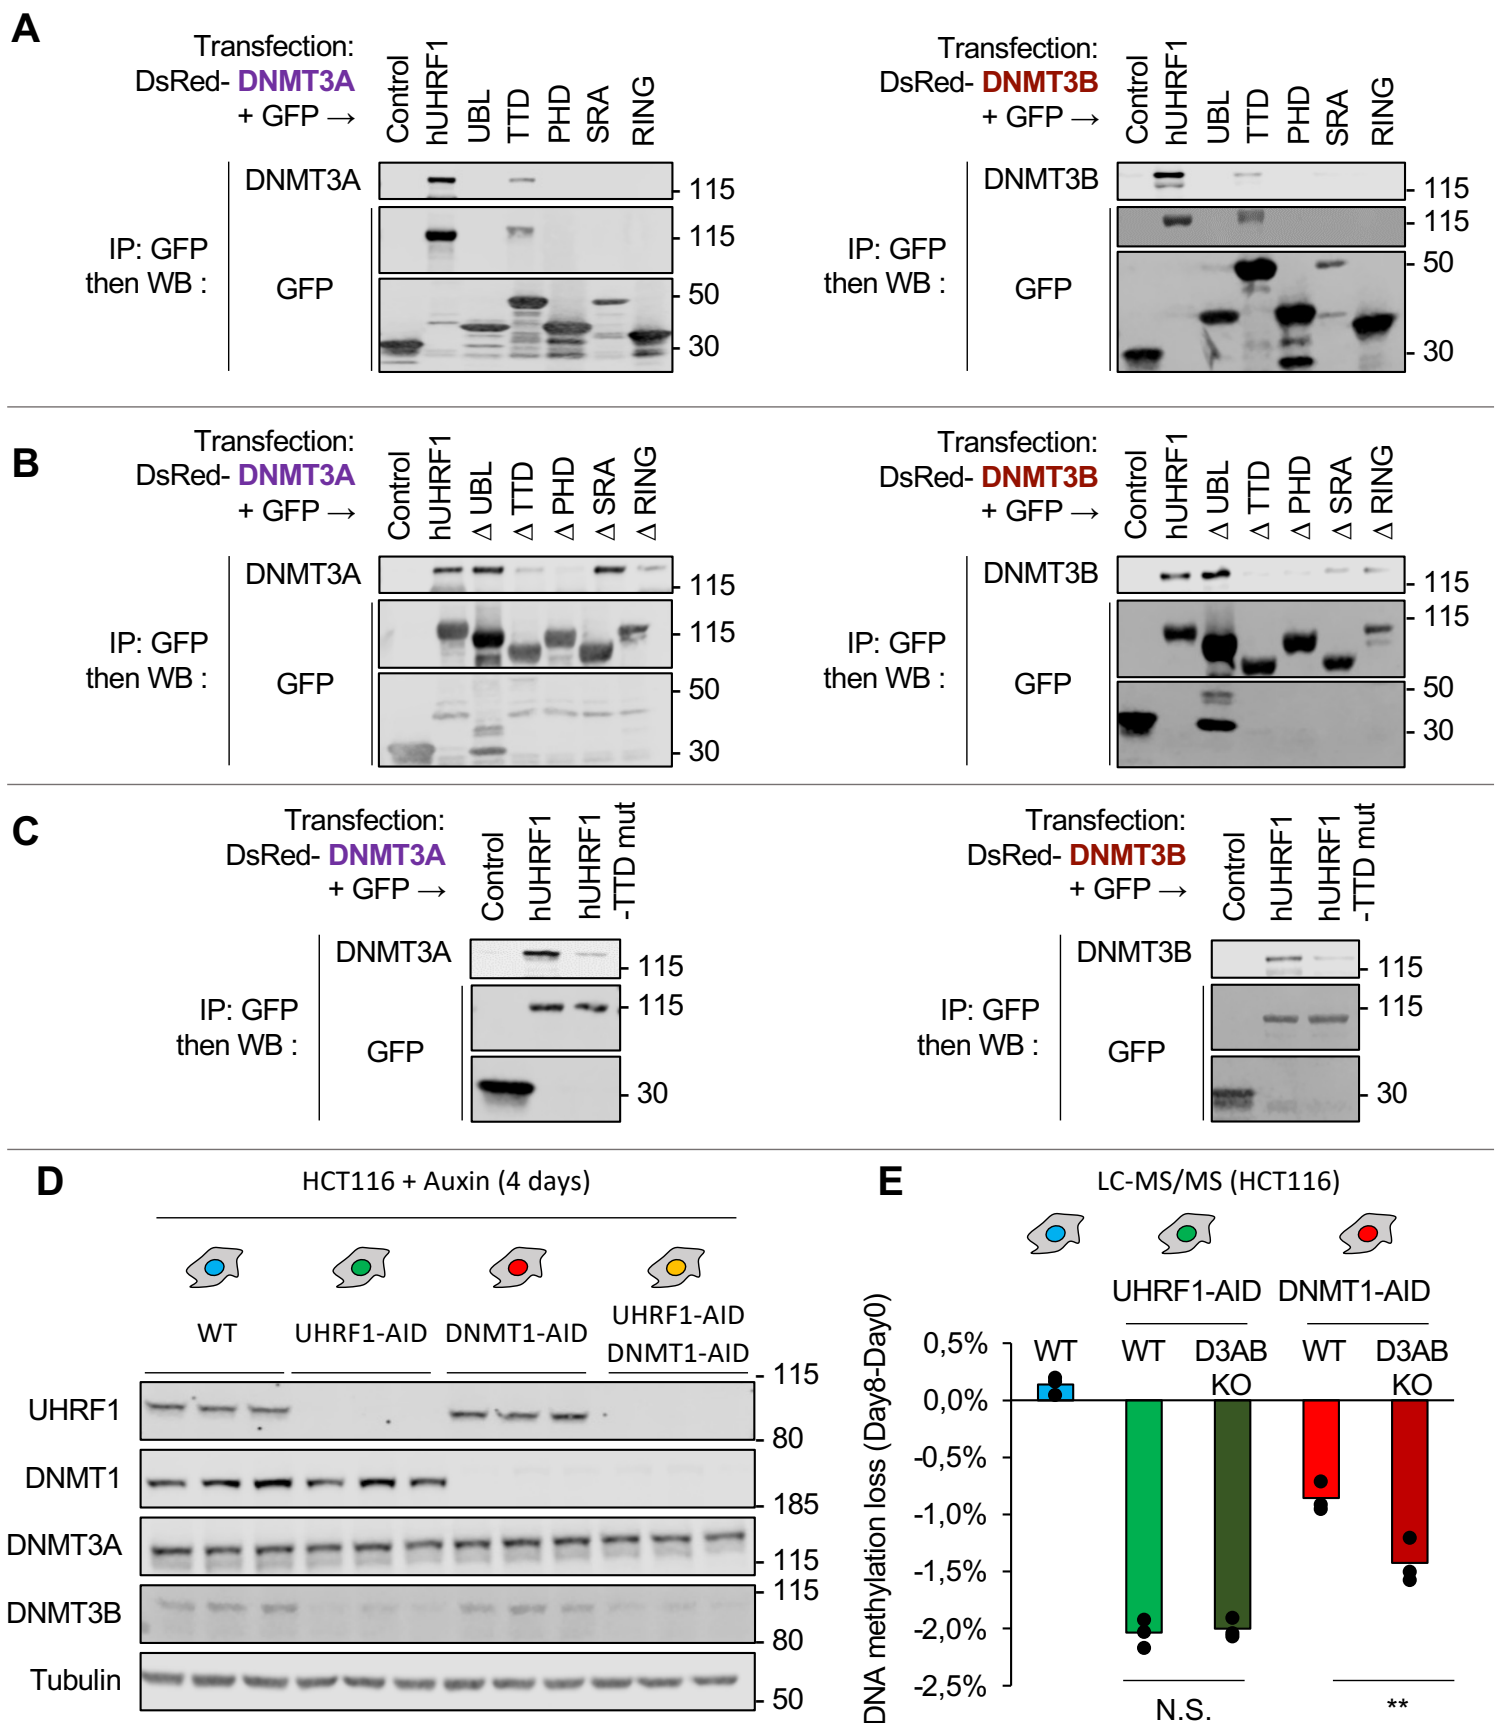 A
Transfection:
DsRed- DNMT3A
+ GFP →
Control
hUHRF1
UBL
TTD
PHD
SRA
RING
DNMT3A
115
IP: GFP
then WB :
GFP
115
50
30
Transfection:
DsRed- DNMT3B
+ GFP →
Control
hUHRF1
UBL
TTD
PHD
SRA
RING
DNMT3B
115
IP: GFP
then WB :
GFP
115
50
30
B
Transfection:
DsRed- DNMT3A
+ GFP →
Control
hUHRF1
Δ UBL
Δ TTD
Δ PHD
Δ SRA
Δ RING
DNMT3A
115
IP: GFP
then WB :
GFP
115
50
30
Transfection:
DsRed- DNMT3B
+ GFP →
Control
hUHRF1
Δ UBL
Δ TTD
Δ PHD
Δ SRA
Δ RING
DNMT3B
115
IP: GFP
then WB :
GFP
115
50
30
C
Transfection:
DsRed- DNMT3A
+ GFP →
Control
hUHRF1
hUHRF1
-TTD mut
DNMT3A
115
IP: GFP
then WB :
GFP
115
30
Transfection:
DsRed- DNMT3B
+ GFP →
Control
hUHRF1
hUHRF1
-TTD mut
DNMT3B
115
IP: GFP
then WB :
GFP
115
30
D
HCT116 + Auxin (4 days)
WT
UHRF1-AID
DNMT1-AID
UHRF1-AID
DNMT1-AID
UHRF1
115
80
DNMT1
185
DNMT3A
115
DNMT3B
115
80
Tubulin
50
E
LC-MS/MS (HCT116)
UHRF1-AID
DNMT1-AID
DNA methylation loss (Day8-Day0)
0,5%
0,0%
-0,5%
-1,0%
-1,5%
-2,0%
-2,5%
WT
WT
D3AB
KO
WT
D3AB
KO
N.S.
**